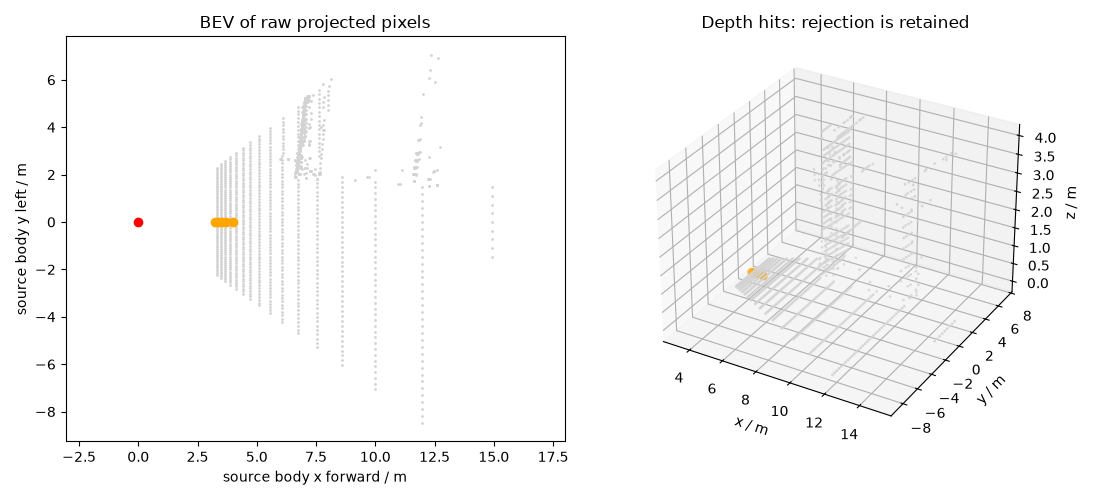 BEV of raw projected pixels
6
4
2
0
−2
−4
−6
−8
source body y left / m
−2.5 0.0 2.5 5.0 7.5 10.0 12.5 15.0 17.5
source body x forward / m
Depth hits: rejection is retained
4.0
3.5
3.0
2.5
2.0
1.5
1.0
0.5
0.0
z / m
8
6
4
2
0
−2
−4
−6
−8
y / m
4 6 8 10 12 14
x / m